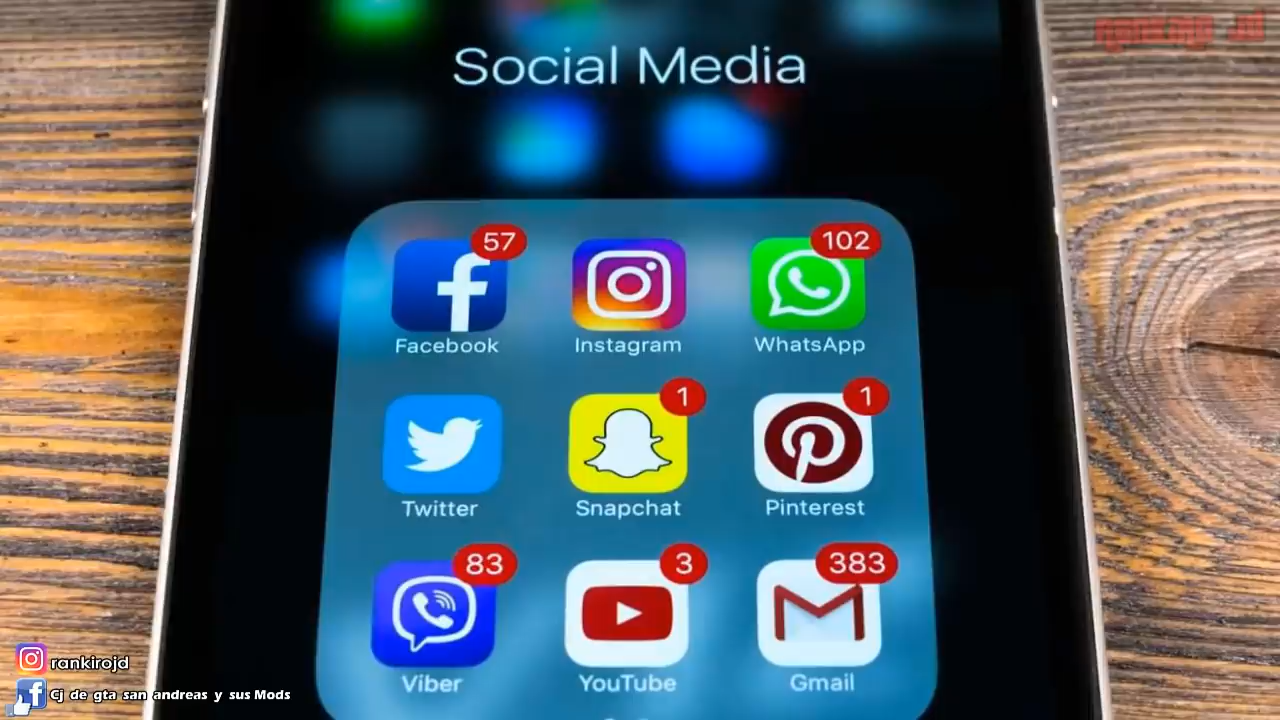 Social Media
57
102
Facebook
Instagram
WhatsApp
1
1
Twitter
Snapchat
Pinterest
83
3
383
Viber
YouTube
Gmail
rankirojd
Cj de gta san andreas y sus Mods